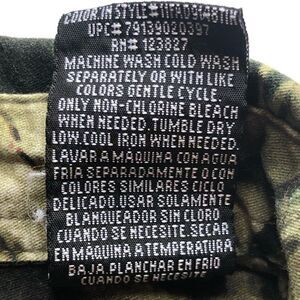 COLOR:IN STYLE#:
UPC# 79139020397
RN# 123827
MACHINE WASH COLD WASH
SEPARATELY OR WITH LIKE
COLORS GENTLE CYCLE.
ONLY NON-CHLORINE BLEACH
WHEN NEEDED. TUMBLE DRY
LOW. COOL IRON WHEN NEEDED.
LAVAR A MAQUINA CON AGUA
FRIA SEPARADAMENTE O CON
COLORES SIMILARES CICLO
DELICADO. USAR SOLAMENTE
BLANQUEADOR SIN CLORO
CUANDO SE NECESITE. SECAR
EN MAQUINA A TEMPERATURA
BAJA. PLANCHAR EN FRIO
CUANDO SE NECESITE